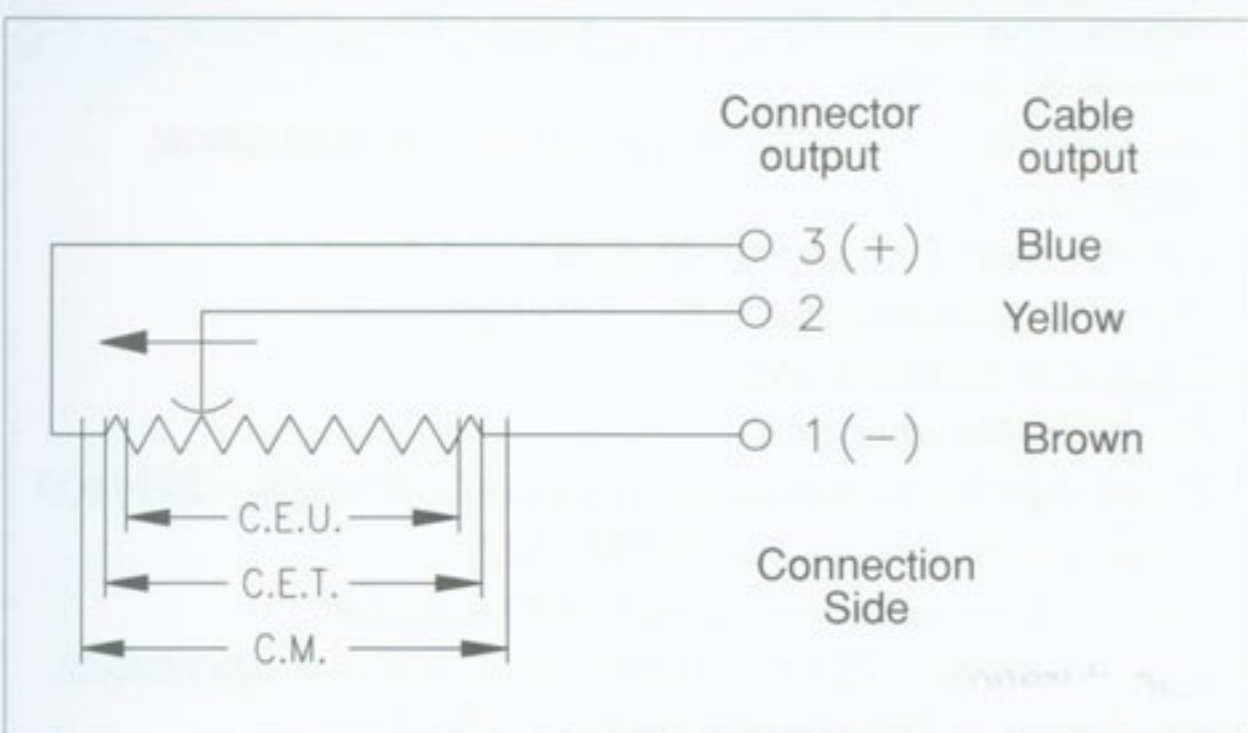 Connector
output
Cable
output
3 (+) Blue
2 Yellow
1 (−) Brown
C.E.U.
C.E.T.
C.M.
Connection
Side